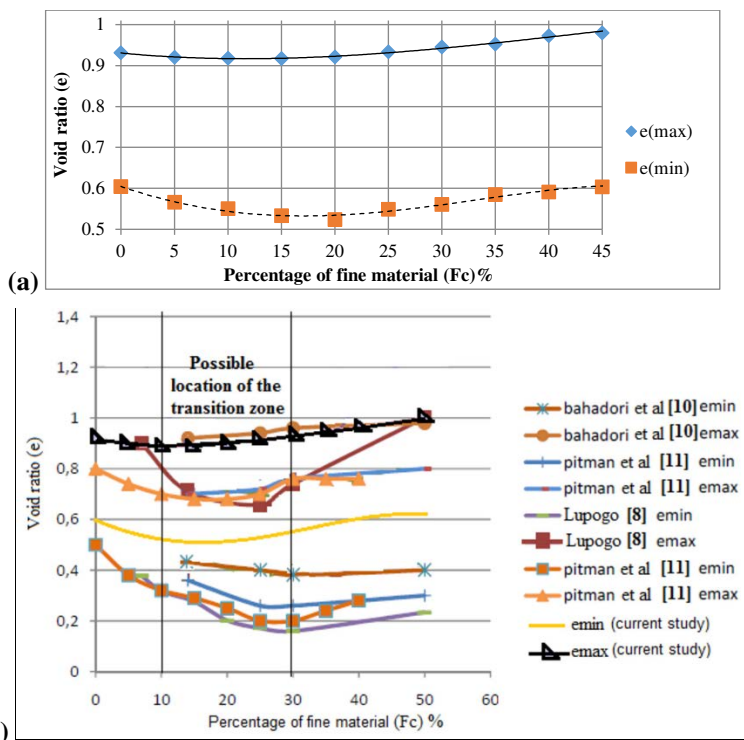 1
0.9
0.8
0.7
0.6
0.5
Void ratio (e)
0 5 10 15 20 25 30 35 40 45
Percentage of fine material (Fc)%
e(max)
e(min)
(a)
1,4
1,2
1
0,8
0,6
0,4
0,2
0
Void ratio (e)
Possible
location of the
transition zone
0 10 20 30 40 50 60
Percentage of fine material (Fc) %
bahadori et al [10] emin
bahadori et al [10] emax
pitman et al [11] emin
pitman et al [11] emax
Lupogo [8] emin
Lupogo [8] emax
pitman et al [11] emin
pitman et al [11] emax
emin (current study)
emax (current study)
)